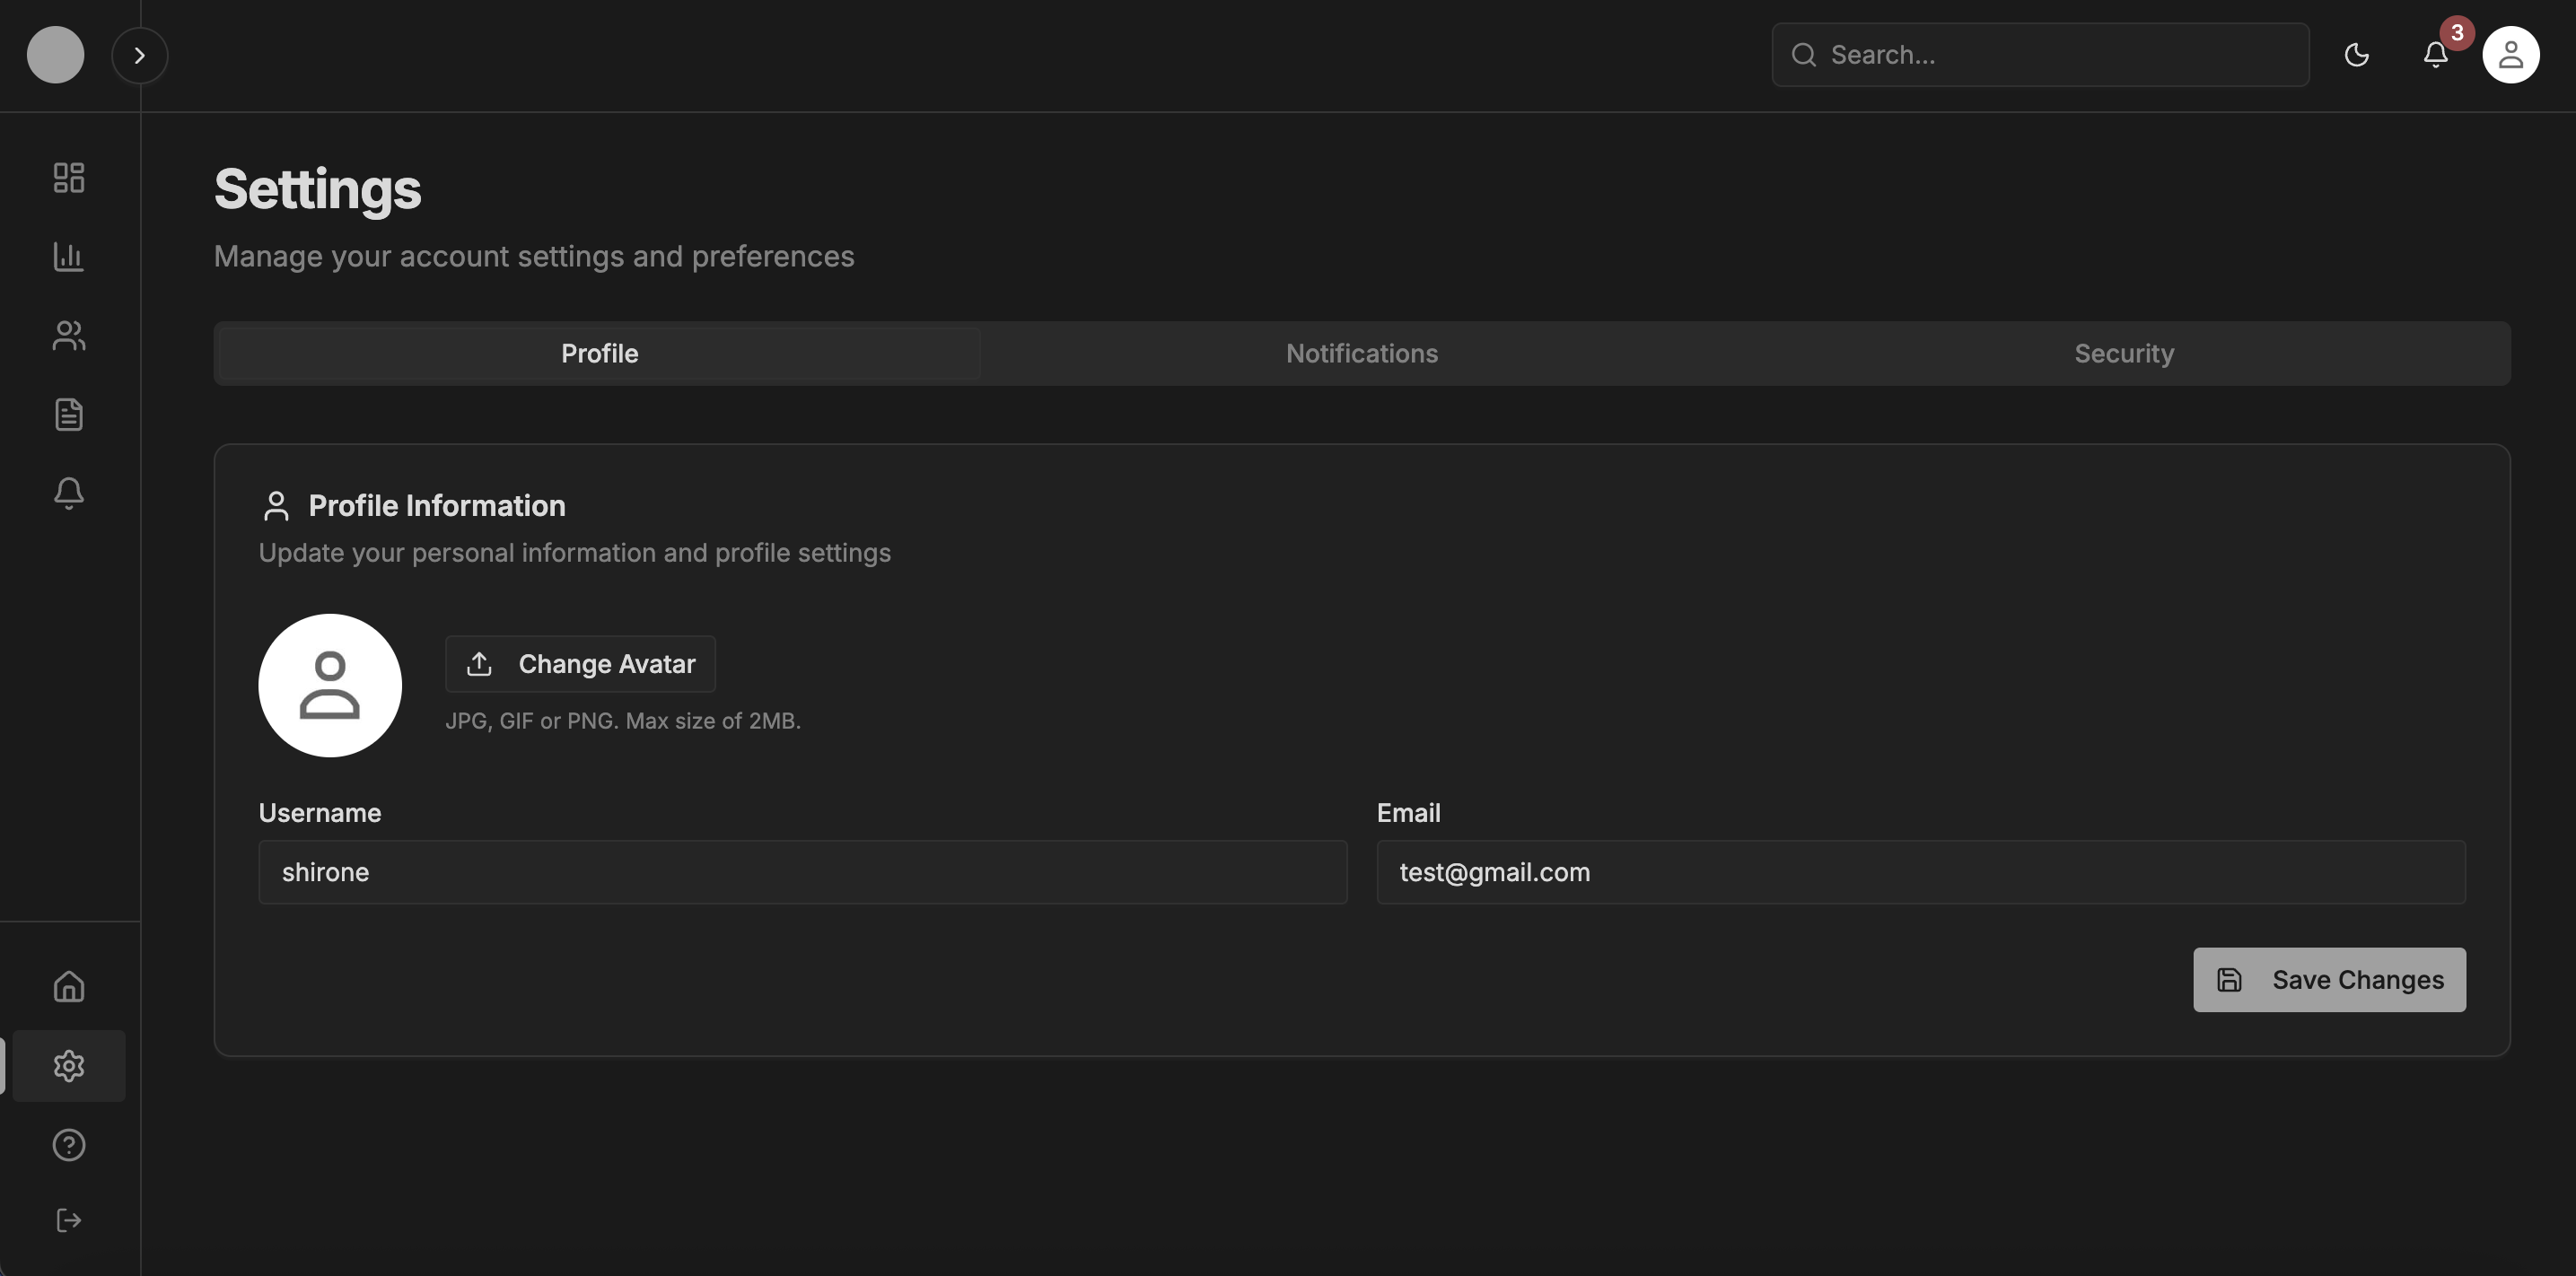 Search...
3
Settings
Manage your account settings and preferences
Profile
Notifications
Security
Profile Information
Update your personal information and profile settings
Change Avatar
JPG, GIF or PNG. Max size of 2MB.
Username
Email
shirone
test@gmail.com
Save Changes